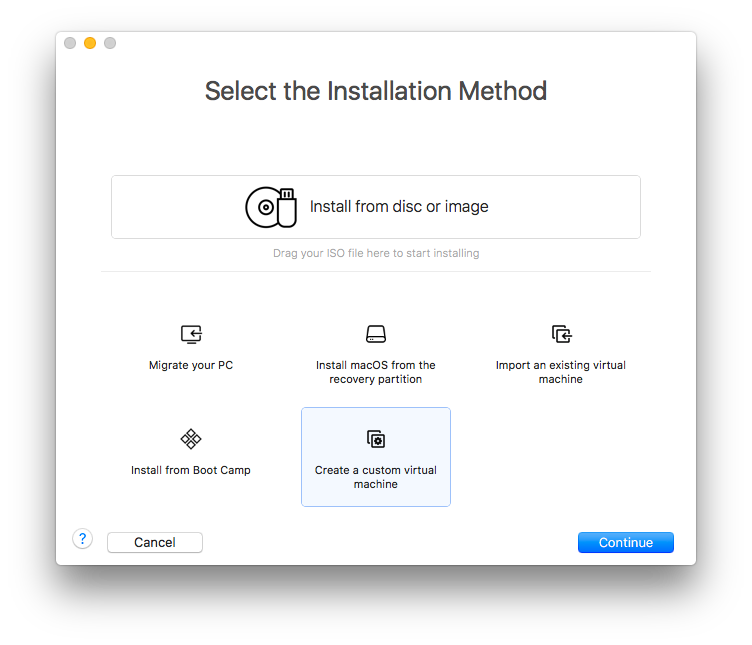 Select the Installation Method
Install from disc or image
Drag your ISO file here to start installing
Migrate your PC
Install macOS from the
recovery partition
Import an existing virtual
machine
Install from Boot Camp
Create a custom virtual
machine
?
Cancel
Continue